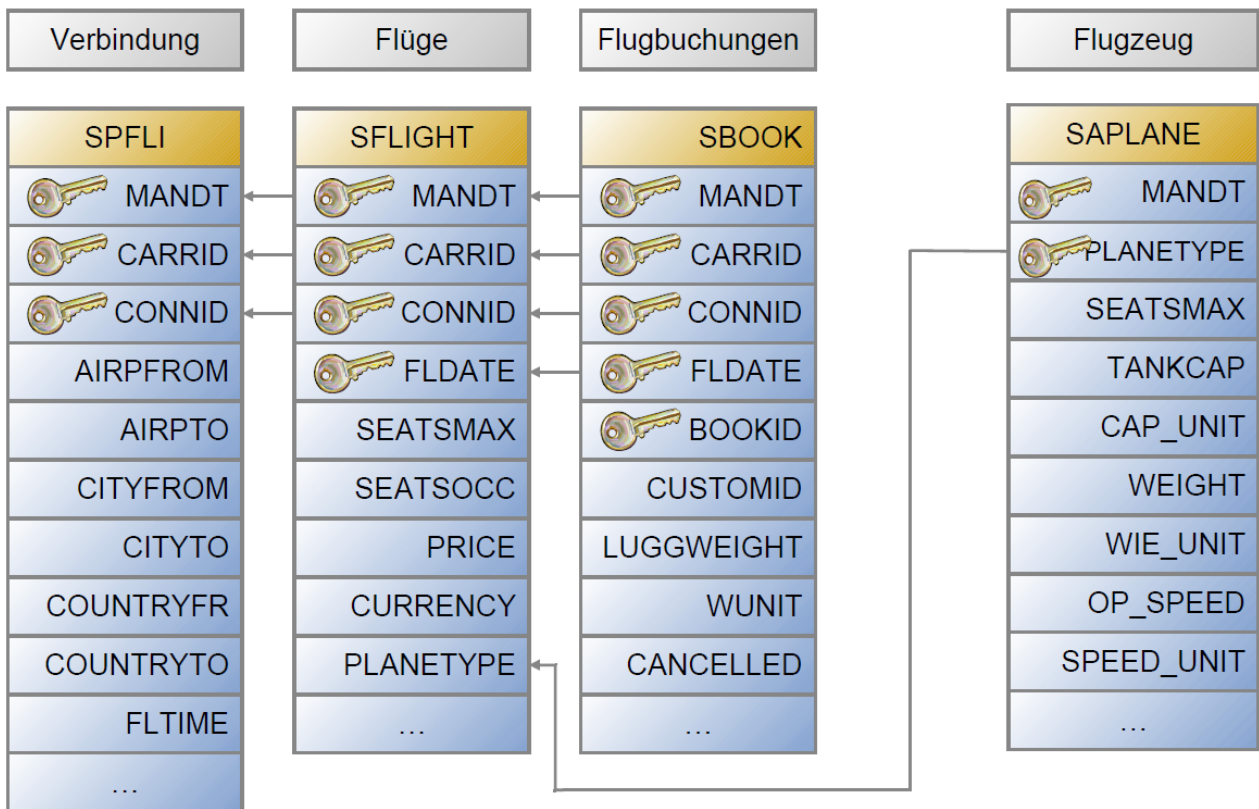 Verbindung
Flüge
Flugbuchungen
Flugzeug
SPFLI
MANDT
CARRID
CONNID
AIRPFROM
AIRPTO
CITYFROM
CITYTO
COUNTRYFR
COUNTRYTO
FLTIME
...
SFLIGHT
MANDT
CARRID
CONNID
FLDATE
SEATSMAX
SEATSOCC
PRICE
CURRENCY
PLANETYPE
...
SBOOK
MANDT
CARRID
CONNID
FLDATE
BOOKID
CUSTOMID
LUGGWEIGHT
WUNIT
CANCELLED
...
SAPLANE
MANDT
PLANETYPE
SEATSMAX
TANKCAP
CAP_UNIT
WEIGHT
WIE_UNIT
OP_SPEED
SPEED_UNIT
...